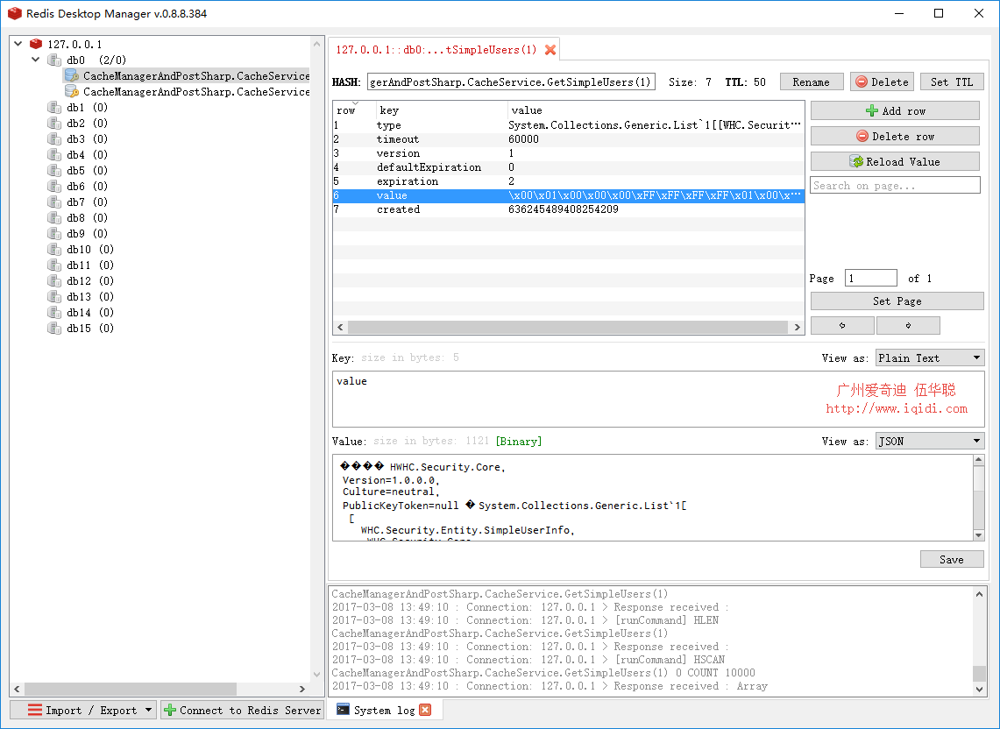 Redis Desktop Manager v.0.8.8.384
127.0.0.1
db0 (2/0)
CacheManagerAndPostSharp.CacheService
CacheManagerAndPostSharp.CacheService
db1 (0)
db2 (0)
db3 (0)
db4 (0)
db5 (0)
db6 (0)
db7 (0)
db8 (0)
db9 (0)
db10 (0)
db11 (0)
db12 (0)
db13 (0)
db14 (0)
db15 (0)
Import / Export
Connect to Redis Server
127.0.0.1::db0:...tSimpleUsers(1)
HASH: gerAndPostSharp.CacheService.GetSimpleUsers(1) Size: 7 TTL: 50 Rename Delete Set TTL
row key value
1 type System.Collections.Generic.List`1[[WHC.Securit···
2 timeout 60000
3 version 1
4 defaultExpiration 0
5 expiration 2
6 value \x00\x01\x00\x00\x00\xFF\xFF\xFF\xFF\x01\x00\x···
7 created 636245489408254209
Add row
Delete row
Reload Value
Search on page...
Page 1 of 1
Set Page
Key: size in bytes: 5 View as: Plain Text
value
广州爱奇迪 伍华聪
http://www.iqidi.com
Value: size in bytes: 1121 [Binary] View as: JSON
���� HWHC.Security.Core,
Version=1.0.0.0,
Culture=neutral,
PublicKeyToken=null � System.Collections.Generic.List`1[
[
WHC.Security.Entity.SimpleUserInfo,
Save
CacheManagerAndPostSharp.CacheService.GetSimpleUsers(1)
2017-03-08 13:49:10 : Connection: 127.0.0.1 > Response received :
2017-03-08 13:49:10 : Connection: 127.0.0.1 > [runCommand] HLEN
CacheManagerAndPostSharp.CacheService.GetSimpleUsers(1)
2017-03-08 13:49:10 : Connection: 127.0.0.1 > Response received :
2017-03-08 13:49:10 : Connection: 127.0.0.1 > [runCommand] HSCAN
CacheManagerAndPostSharp.CacheService.GetSimpleUsers(1) 0 COUNT 10000
2017-03-08 13:49:10 : Connection: 127.0.0.1 > Response received : Array
System log